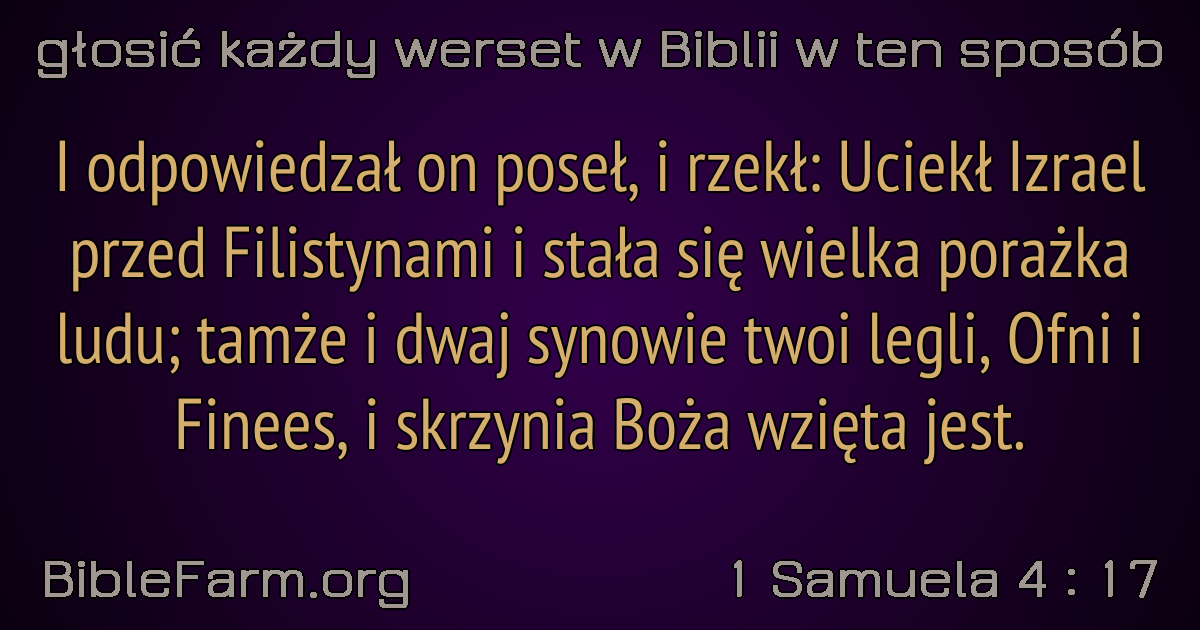 głosić każdy werset w Biblii w ten sposób
I odpowiedzał on poseł, i rzekł: Uciekł Izrael
przed Filistynami i stała się wielka porażka
ludu; tamże i dwaj synowie twoi legli, Ofni i
Finees, i skrzynia Boża wzięta jest.
BibleFarm.org
1 Samuela 4 : 17